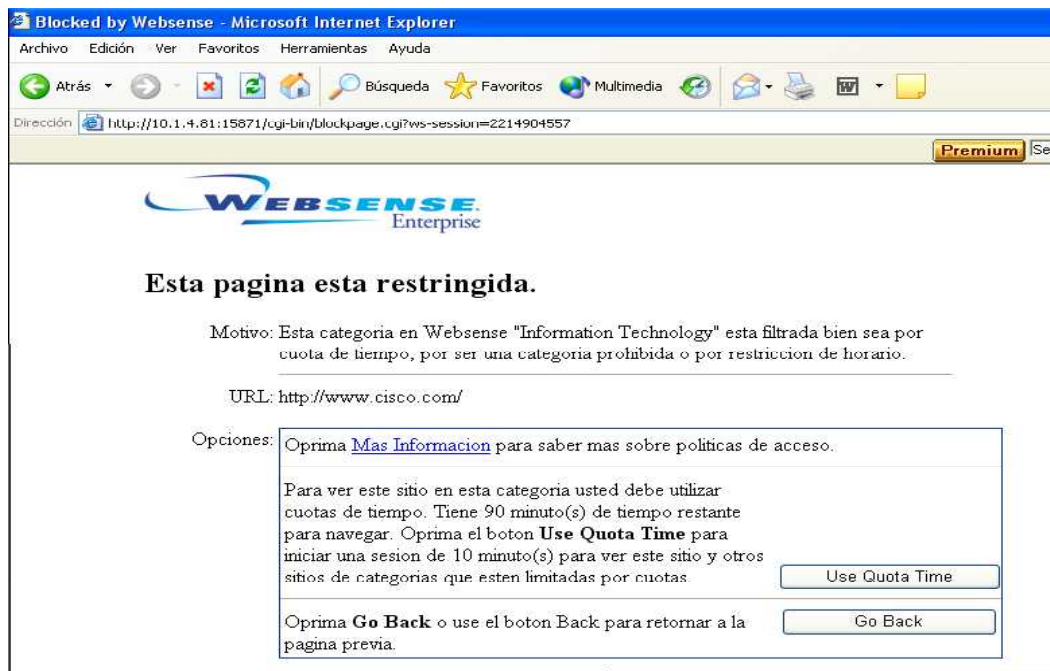 Blocked by Websense - Microsoft Internet Explorer
Archivo Edición Ver Favoritos Herramientas Ayuda
Atrás Búsqueda Favoritos Multimedia
Dirección http://10.1.4.81:15871/cgi-bin/blockpage.cgi?ws-session=2214904557
Premium Se
WEBSENSE
Enterprise
Esta pagina esta restringida.
Motivo: Esta categoria en Websense "Information Technology" esta filtrada bien sea por
cuota de tiempo, por ser una categoria prohibida o por restriccion de horario.
URL: http://www.cisco.com/
Opciones: Oprima Mas Informacion para saber mas sobre politicas de acceso.
Para ver este sitio en esta categoria usted debe utilizar
cuotas de tiempo. Tiene 90 minuto(s) de tiempo restante
para navegar. Oprima el boton Use Quota Time para
iniciar una sesion de 10 minuto(s) para ver este sitio y otros
sitios de categorias que esten limitadas por cuotas.
Use Quota Time
Oprima Go Back o use el boton Back para retornar a la
pagina previa.
Go Back